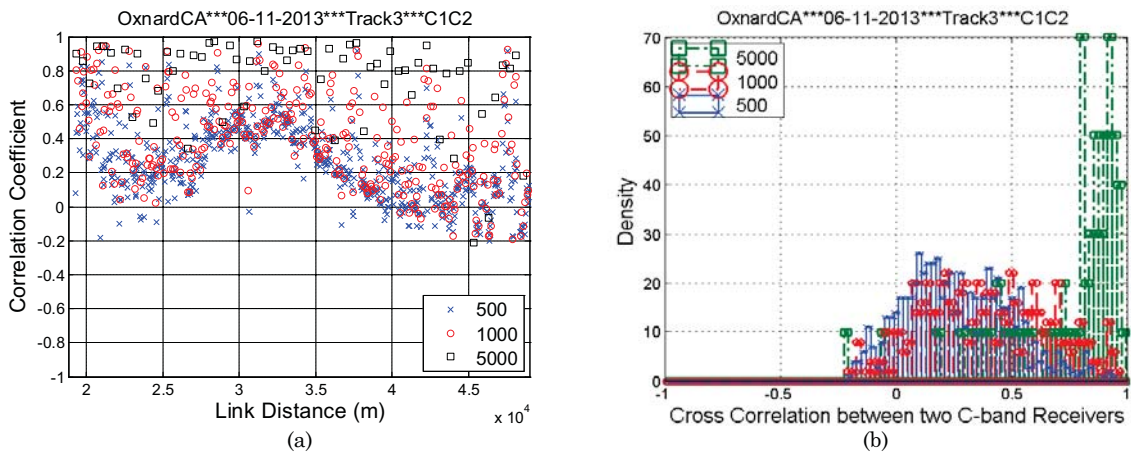 OxnardCA***06-11-2013***Track3***C1C2
1
0.8
0.6
0.4
0.2
0
-0.2
-0.4
-0.6
-0.8
-1
Correlation Coefficient
500
1000
5000
2 2.5 3 3.5 4 4.5
x 10^4
Link Distance (m)
(a)
OxnardCA***06-11-2013***Track3***C1C2
70
60
50
40
30
20
10
0
Density
5000
1000
500
-1 -0.5 0 0.5 1
Cross Correlation between two C-band Receivers
(b)